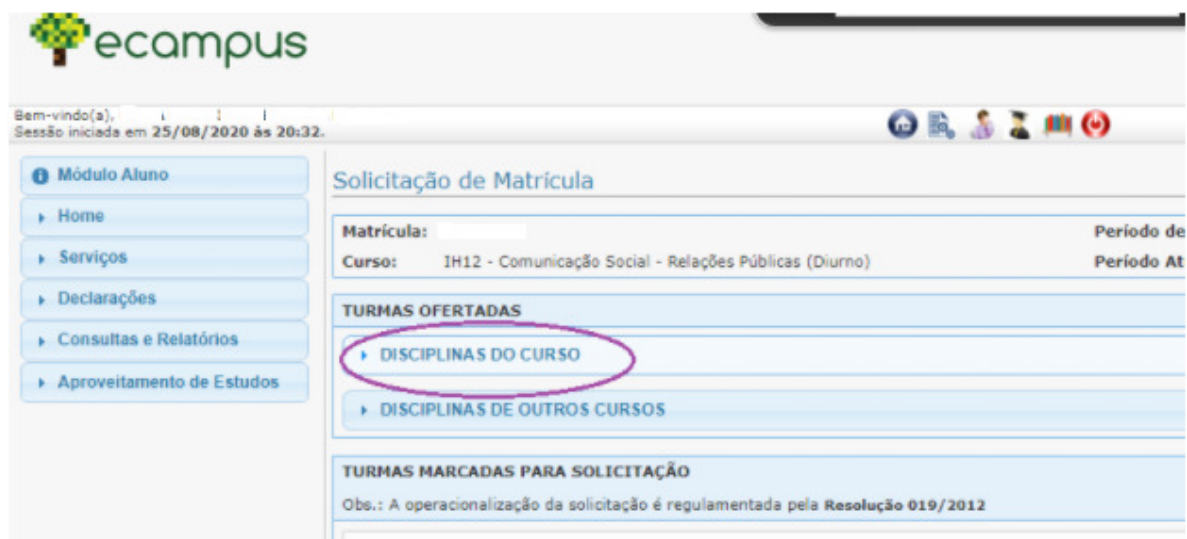 ecampus
Bem-vindo(a),
Sessão iniciada em 25/08/2020 às 20:32.
Módulo Aluno
Home
Serviços
Declarações
Consultas e Relatórios
Aproveitamento de Estudos
Solicitação de Matrícula
Matrícula:
Período de
Curso: IH12 - Comunicação Social - Relações Públicas (Diurno)
Período At
TURMAS OFERTADAS
DISCIPLINAS DO CURSO
DISCIPLINAS DE OUTROS CURSOS
TURMAS MARCADAS PARA SOLICITAÇÃO
Obs.: A operacionalização da solicitação é regulamentada pela Resolução 019/2012